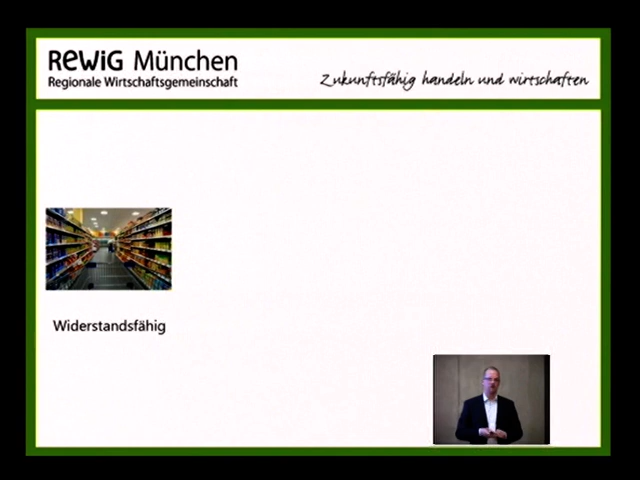 ReWiG München
Regionale Wirtschaftsgemeinschaft
Zukunftsfähig handeln und wirtschaften
Widerstandsfähig